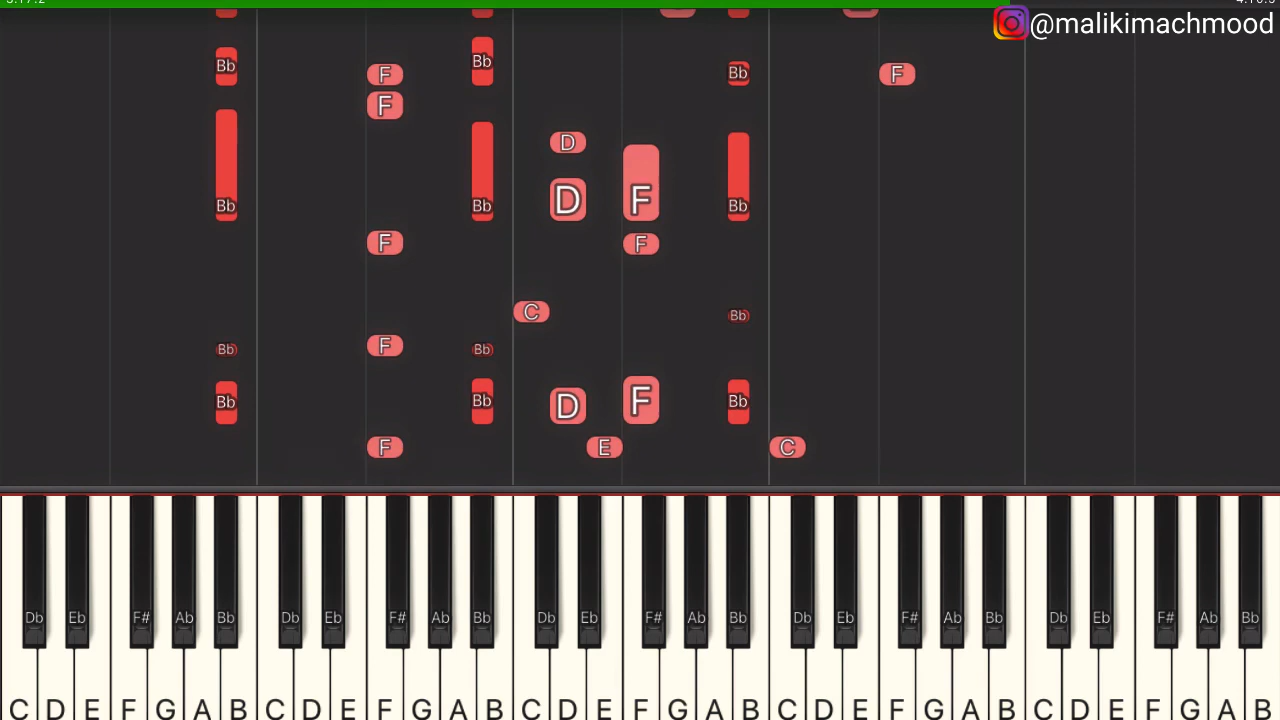 @malikimachmood
Bb F Bb Bb F
F
D
Bb Bb D F Bb
F F
C Bb
Bb F Bb
Bb Bb D F Bb
F E C
Db Eb F# Ab Bb Db Eb F# Ab Bb Db Eb F# Ab Bb Db Eb F# Ab Bb Db Eb F# Ab Bb
C D E F G A B C D E F G A B C D E F G A B C D E F G A B C D E F G A B